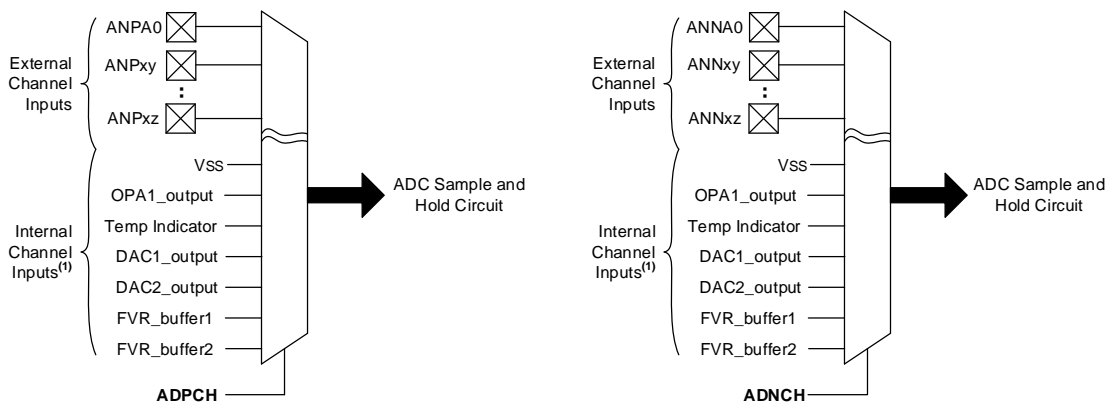 ANPA0
ANPxy
:
ANPxz
External
Channel
Inputs
VSS
OPA1_output
Temp Indicator
DAC1_output
DAC2_output
FVR_buffer1
FVR_buffer2
Internal
Channel
Inputs(1)
ADPCH
ADC Sample and
Hold Circuit
ANNA0
ANNxy
:
ANNxz
External
Channel
Inputs
VSS
OPA1_output
Temp Indicator
DAC1_output
DAC2_output
FVR_buffer1
FVR_buffer2
Internal
Channel
Inputs(1)
ADNCH
ADC Sample and
Hold Circuit